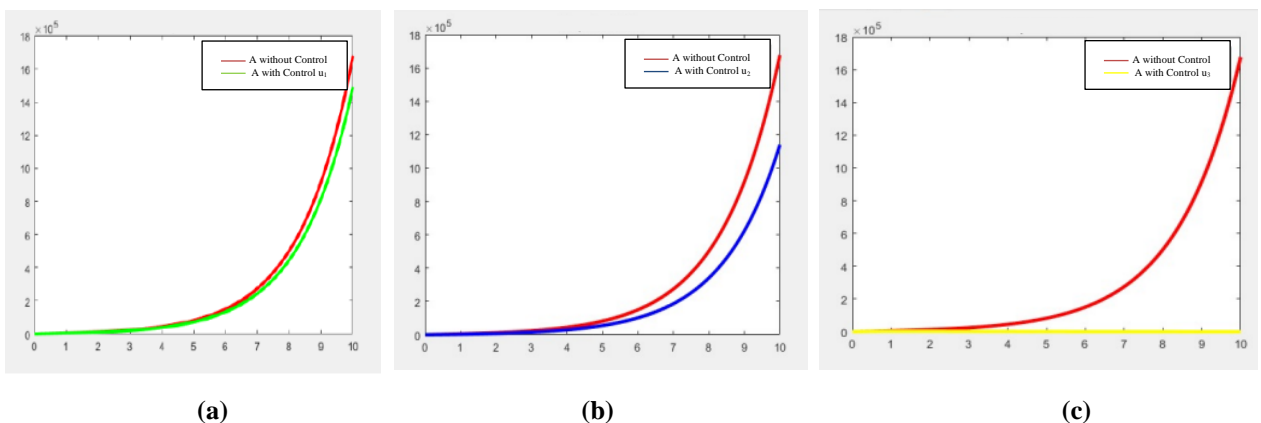 ×10⁵
18
16
14
12
10
8
6
4
2
0
0 1 2 3 4 5 6 7 8 9 10
A without Control
A with Control u₁
(a)
×10⁵
18
16
14
12
10
8
6
4
2
0
0 1 2 3 4 5 6 7 8 9 10
A without Control
A with Control u₂
(b)
×10⁵
18
16
14
12
10
8
6
4
2
0
0 1 2 3 4 5 6 7 8 9 10
A without Control
A with Control u₃
(c)